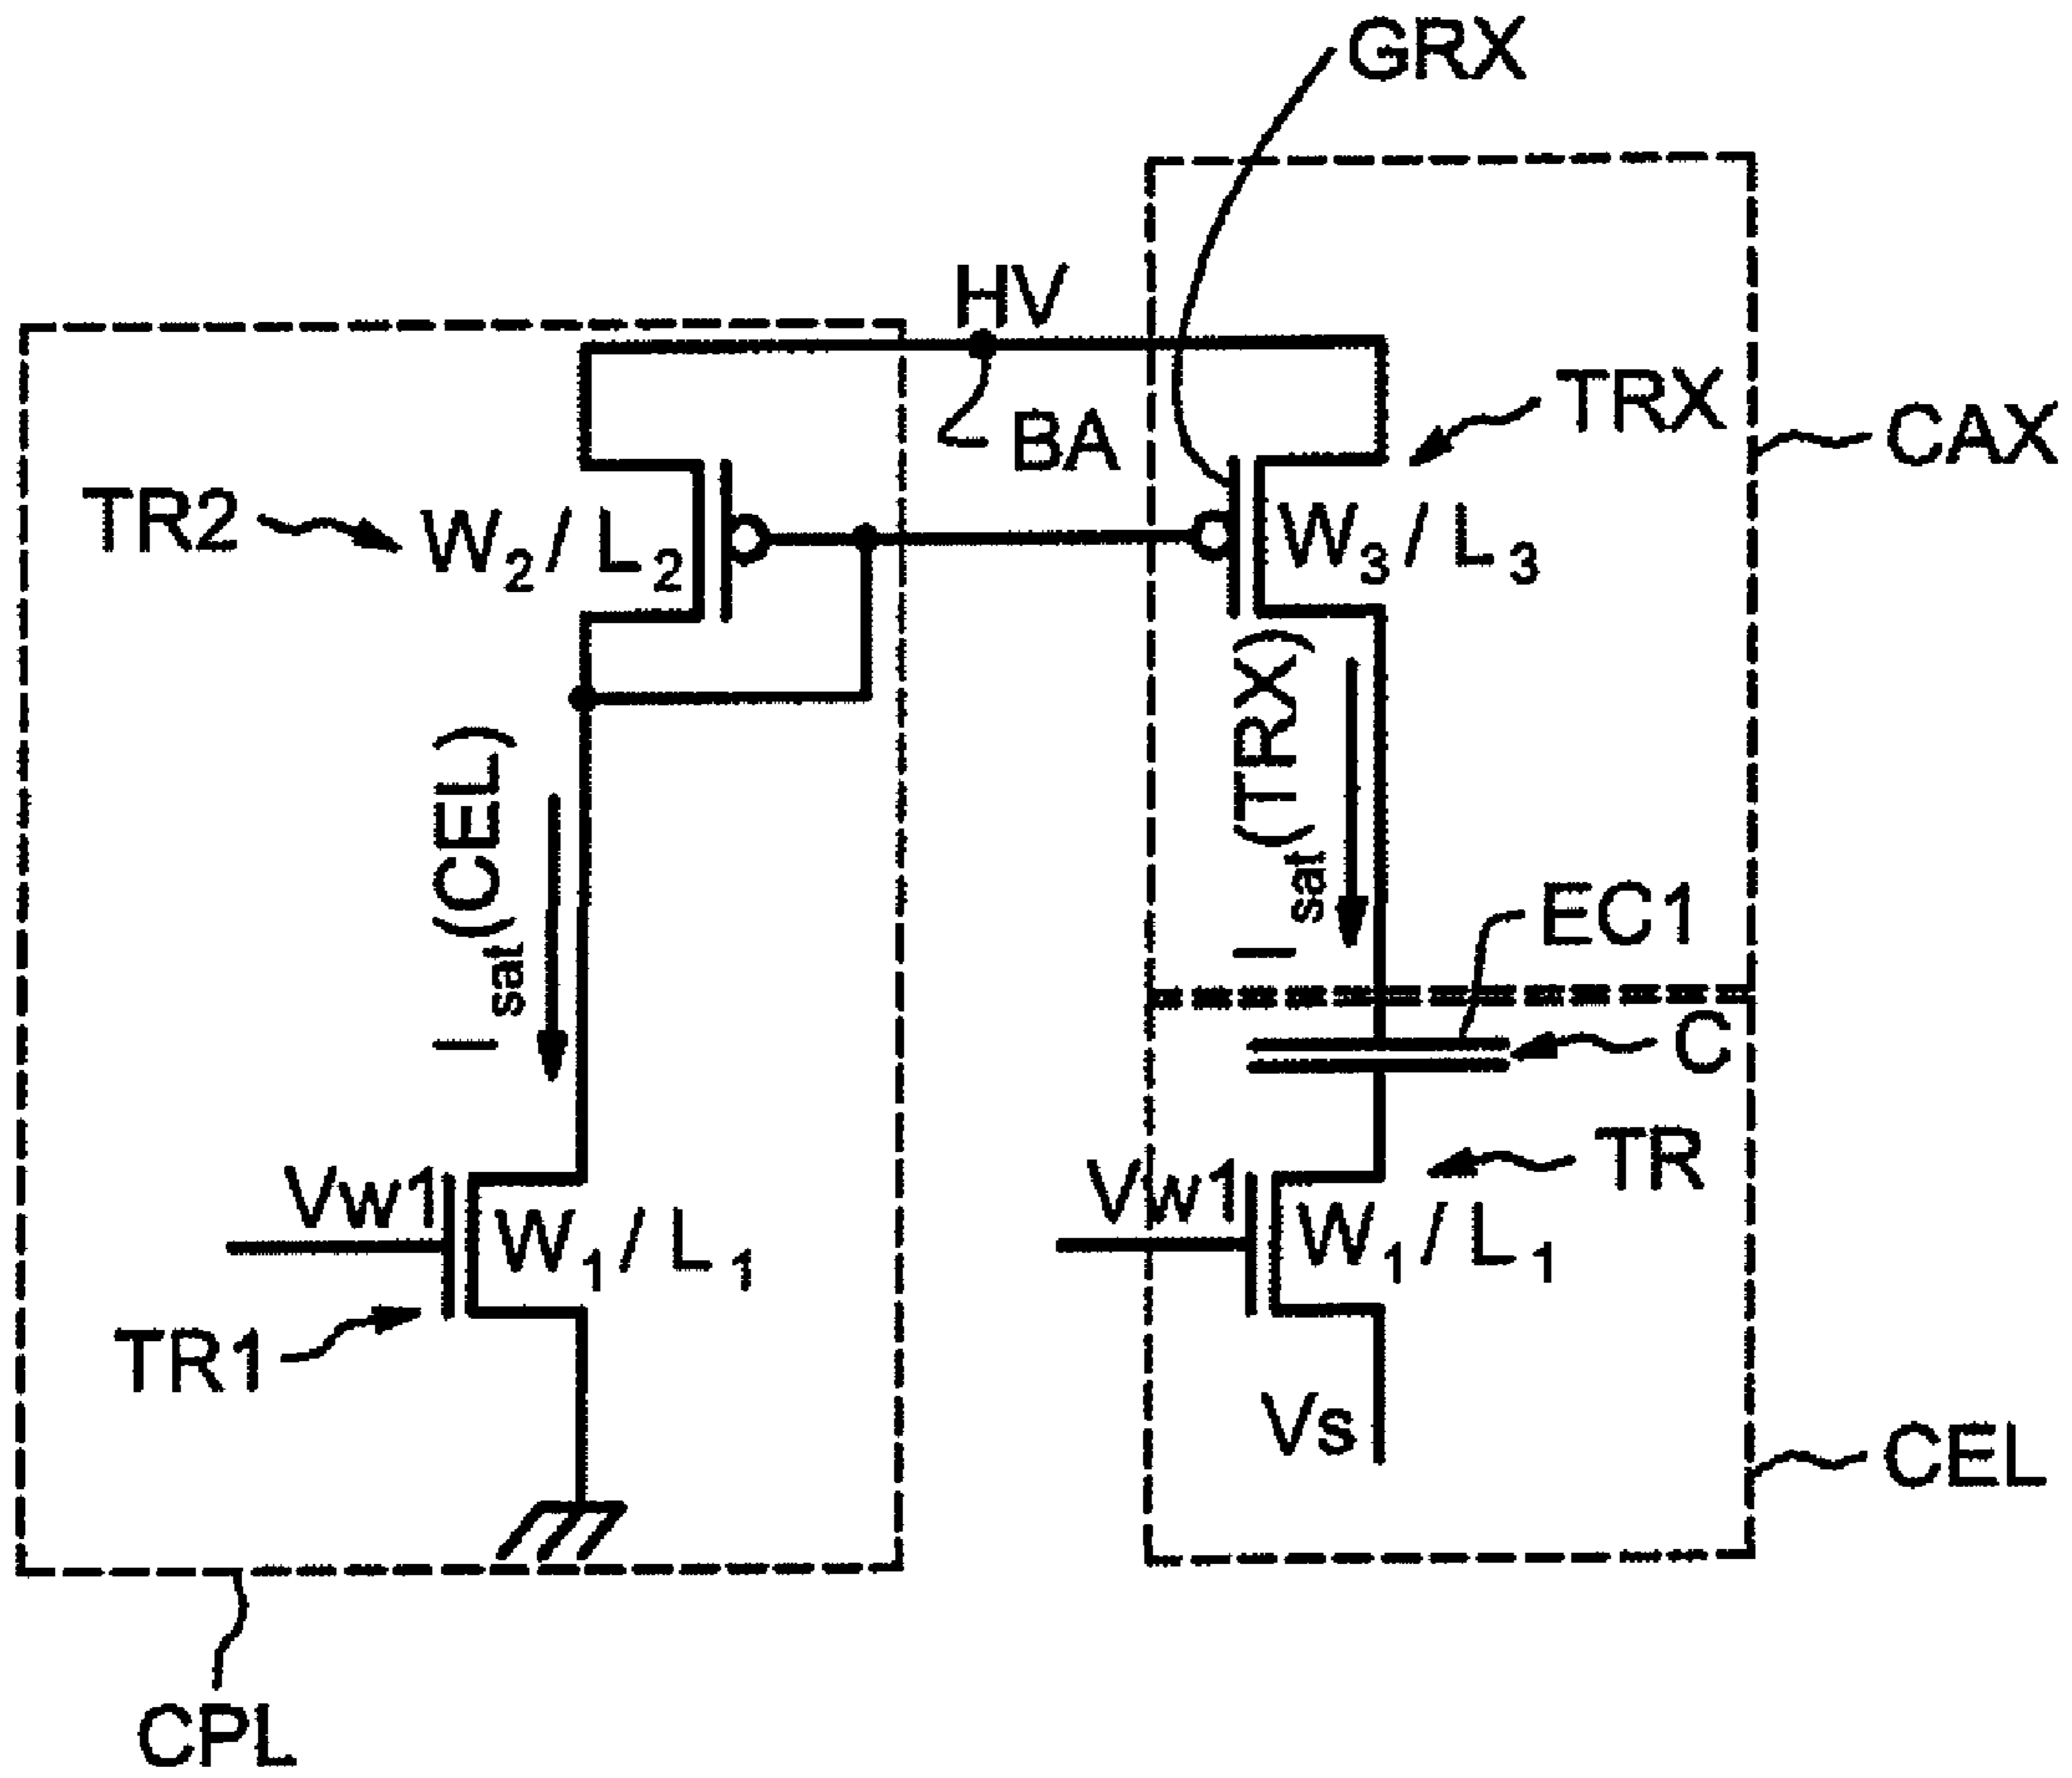 GRX
HV
BA
TRX
CAX
TR2
W2 / L2
W3 / L3
Isat(CEL)
Isat(TRX)
EC1
C
TR
Vw1
W1 / L1
Vw1
W1 / L1
TR1
Vs
CEL
CPL